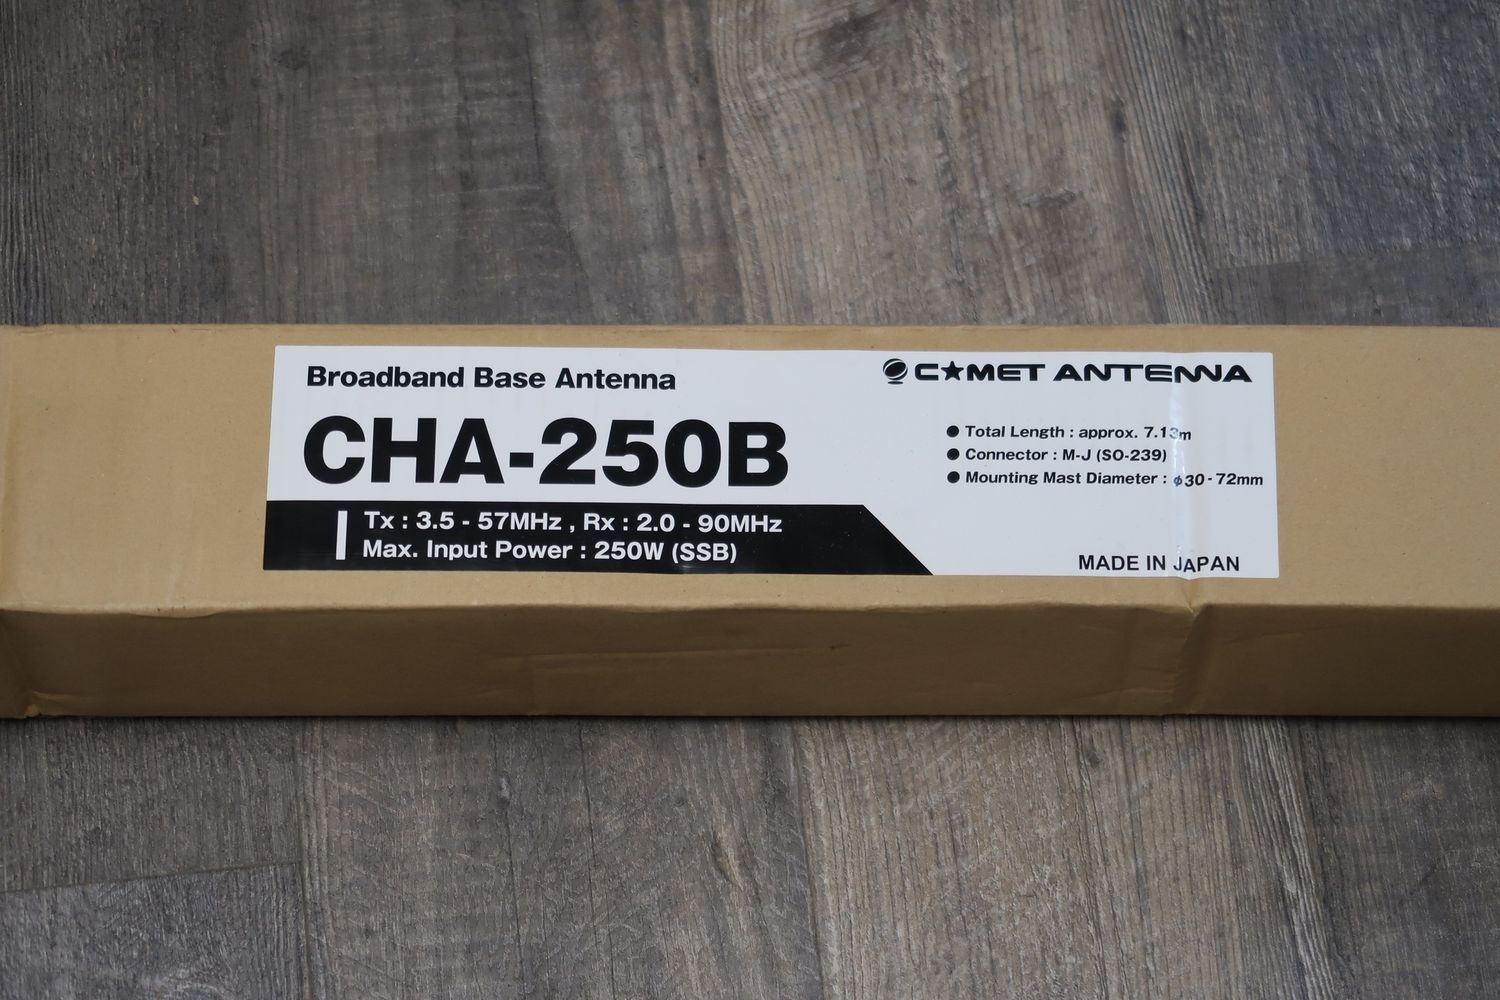 Broadband Base Antenna
CHA-250B
Tx : 3.5 - 57MHz , Rx : 2.0 - 90MHz
Max. Input Power : 250W (SSB)
C★MET ANTENNA
● Total Length : approx. 7.13m
● Connector : M-J (SO-239)
● Mounting Mast Diameter : φ30 - 72mm
MADE IN JAPAN